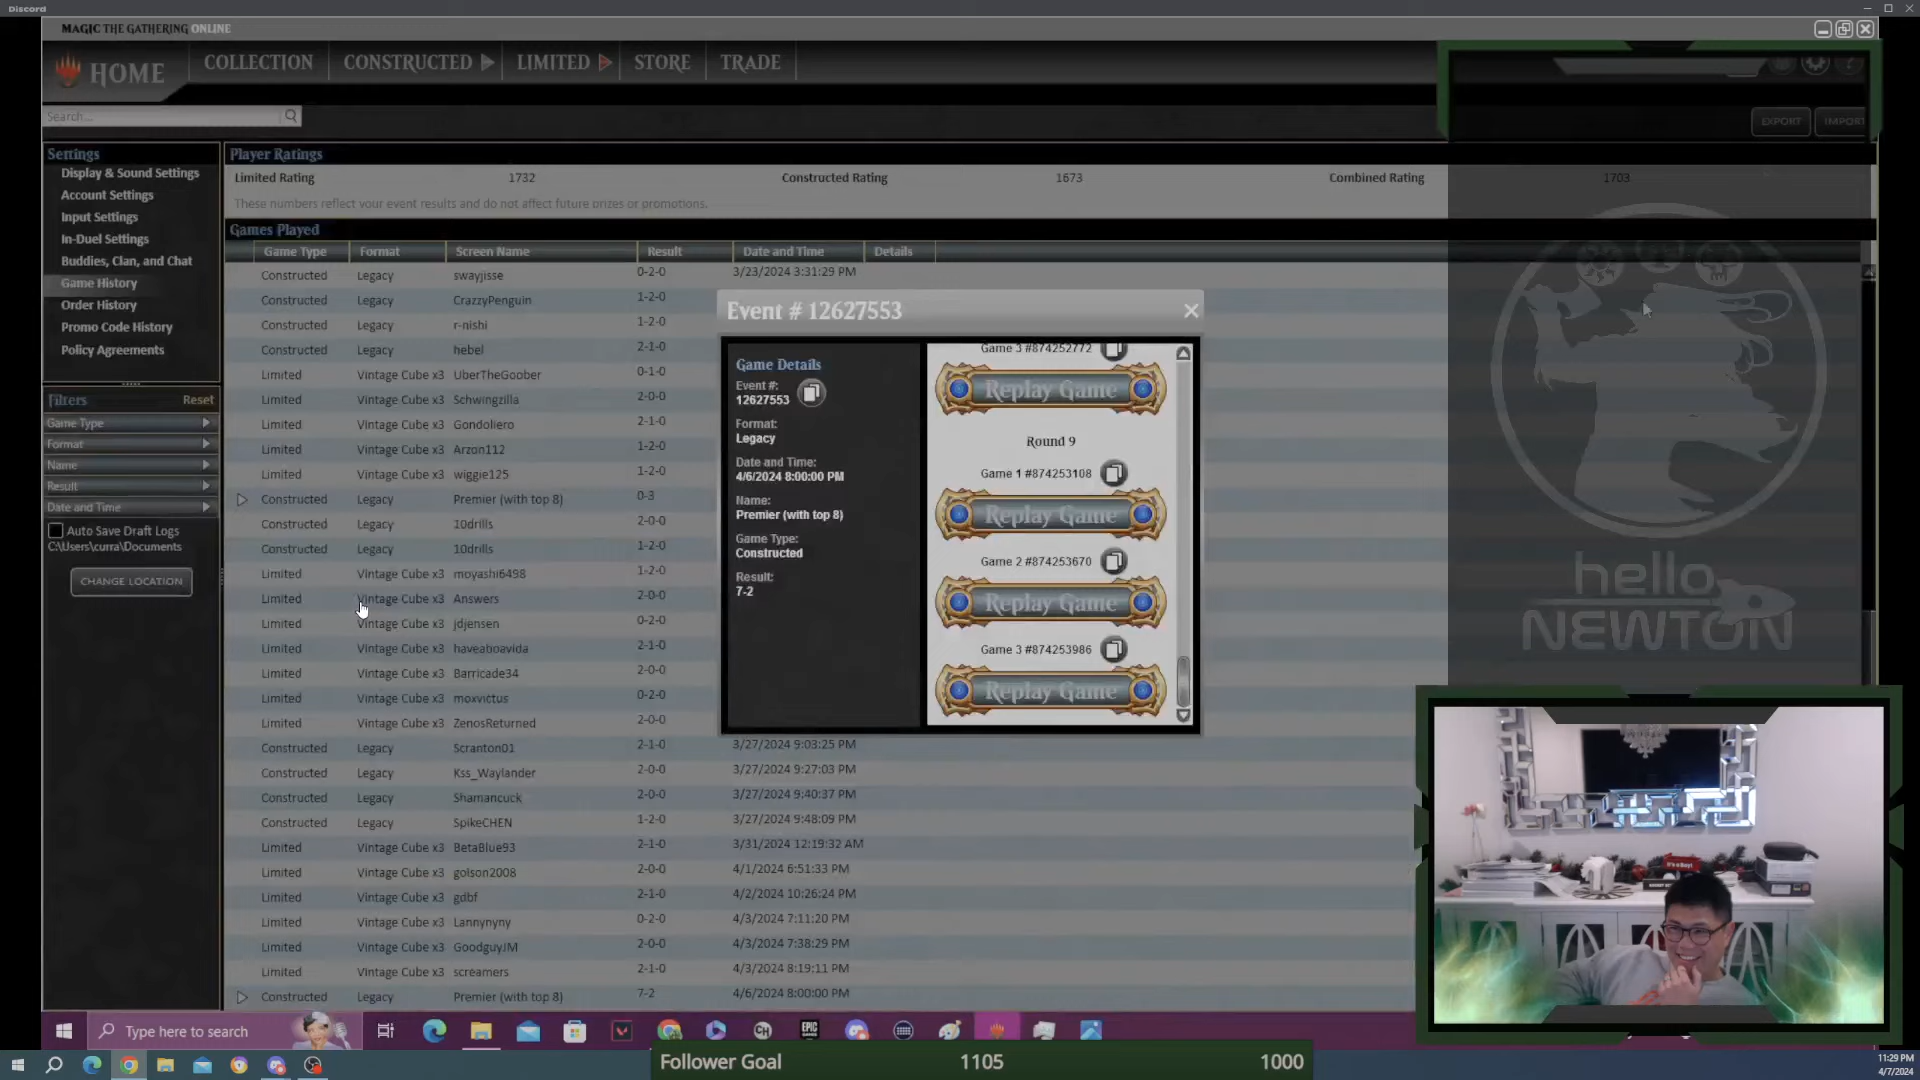 Discord
MAGIC THE GATHERING ONLINE
HOME
COLLECTION
CONSTRUCTED
LIMITED
STORE
TRADE
Search...
EXPORT
IMPORT
Settings
Display & Sound Settings
Account Settings
Input Settings
In-Duel Settings
Buddies, Clan, and Chat
Game History
Order History
Promo Code History
Policy Agreements
Filters Reset
Game Type
Format
Name
Result
Date and Time
Auto Save Draft Logs
C:\Users\curra\Documents
CHANGE LOCATION
Player Ratings
Limited Rating 1732 Constructed Rating 1673 Combined Rating 1703
These numbers reflect your event results and do not affect future prizes or promotions.
Games Played
Game Type Format Screen Name Result Date and Time Details
Constructed Legacy swayjisse 0-2-0 3/23/2024 3:31:29 PM
Constructed Legacy CrazzyPenguin 1-2-0
Constructed Legacy r-nishi 1-2-0
Constructed Legacy hebel 2-1-0
Limited Vintage Cube x3 UberTheGoober 0-1-0
Limited Vintage Cube x3 Schwingzilla 2-0-0
Limited Vintage Cube x3 Gondoliero 2-1-0
Limited Vintage Cube x3 Arzon112 1-2-0
Limited Vintage Cube x3 wiggie125 1-2-0
Constructed Legacy Premier (with top 8) 0-3
Constructed Legacy 10drills 2-0-0
Constructed Legacy 10drills 1-2-0
Limited Vintage Cube x3 moyashi6498 1-2-0
Limited Vintage Cube x3 Answers 2-0-0
Limited Vintage Cube x3 jdjensen 0-2-0
Limited Vintage Cube x3 haveaboavida 2-1-0
Limited Vintage Cube x3 Barricade34 2-0-0
Limited Vintage Cube x3 moxvictus 0-2-0
Limited Vintage Cube x3 ZenosReturned 2-0-0
Constructed Legacy Scranton01 2-1-0 3/27/2024 9:03:25 PM
Constructed Legacy Kss_Waylander 2-0-0 3/27/2024 9:27:03 PM
Constructed Legacy Shamancuck 2-0-0 3/27/2024 9:40:37 PM
Constructed Legacy SpikeCHEN 1-2-0 3/27/2024 9:48:09 PM
Limited Vintage Cube x3 BetaBlue93 2-1-0 3/31/2024 12:19:32 AM
Limited Vintage Cube x3 golson2008 2-0-0 4/1/2024 6:51:33 PM
Limited Vintage Cube x3 gdbf 2-1-0 4/2/2024 10:26:24 PM
Limited Vintage Cube x3 Lannynyny 0-2-0 4/3/2024 7:11:20 PM
Limited Vintage Cube x3 GoodguyJM 2-0-0 4/3/2024 7:38:29 PM
Limited Vintage Cube x3 screamers 2-1-0 4/3/2024 8:19:11 PM
Constructed Legacy Premier (with top 8) 7-2 4/6/2024 8:00:00 PM
Event # 12627553
Game Details
Event #:
12627553
Format:
Legacy
Date and Time:
4/6/2024 8:00:00 PM
Name:
Premier (with top 8)
Game Type:
Constructed
Result:
7-2
Game 3 #874252772
Replay Game
Round 9
Game 1 #874253108
Replay Game
Game 2 #874253670
Replay Game
Game 3 #874253986
Replay Game
hello
NEWTON
Type here to search
CH
EPIC
Follower Goal 1105 1000
11:29 PM
4/7/2024